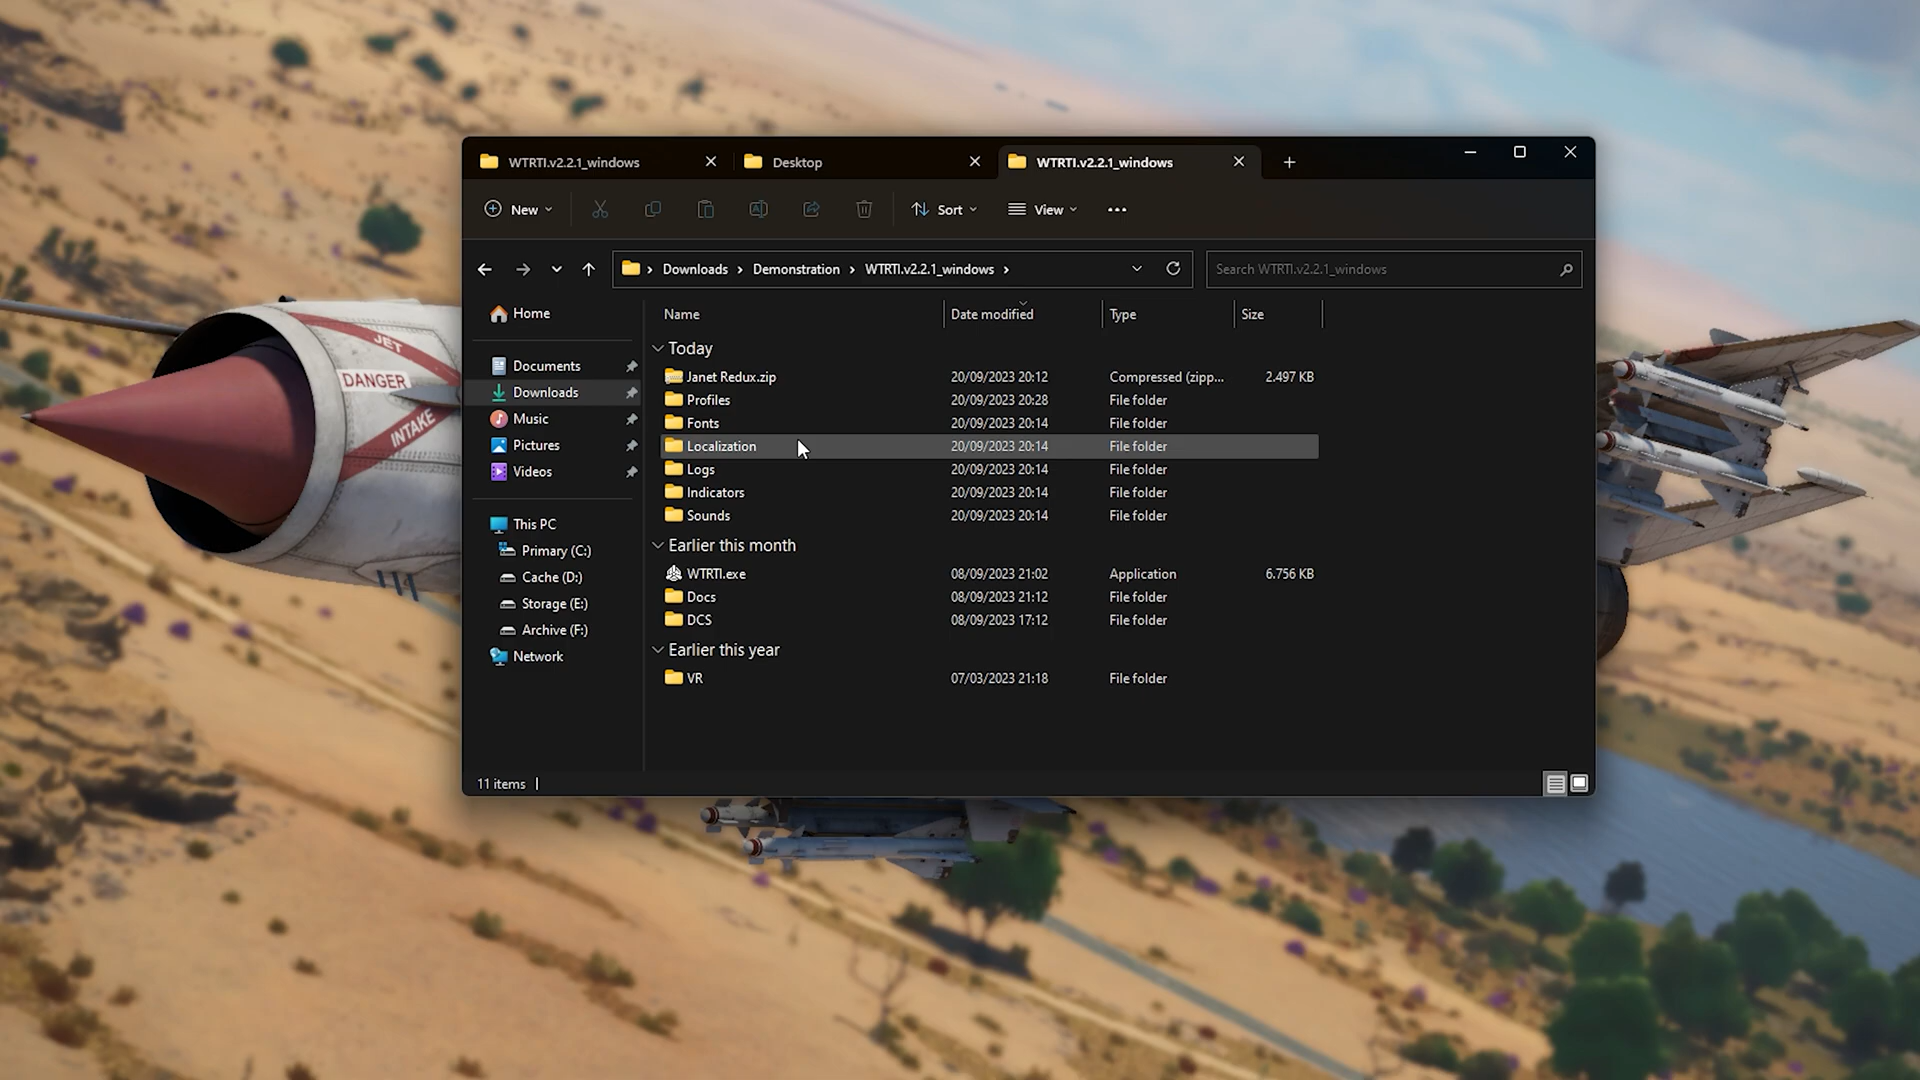 WTRTI.v2.2.1_windows
Desktop
WTRTI.v2.2.1_windows
New
Sort
View
Downloads
Demonstration
WTRTI.v2.2.1_windows
Search WTRTI.v2.2.1_windows
Home
Documents
Downloads
Music
Pictures
Videos
This PC
Primary (C:)
Cache (D:)
Storage (E:)
Archive (F:)
Network
Name Date modified Type Size
Today
Janet Redux.zip 20/09/2023 20:12 Compressed (zipp... 2.497 KB
Profiles 20/09/2023 20:28 File folder
Fonts 20/09/2023 20:14 File folder
Localization 20/09/2023 20:14 File folder
Logs 20/09/2023 20:14 File folder
Indicators 20/09/2023 20:14 File folder
Sounds 20/09/2023 20:14 File folder
Earlier this month
WTRTI.exe 08/09/2023 21:02 Application 6.756 KB
Docs 08/09/2023 21:12 File folder
DCS 08/09/2023 17:12 File folder
Earlier this year
VR 07/03/2023 21:18 File folder
11 items
JET
DANGER
INTAKE